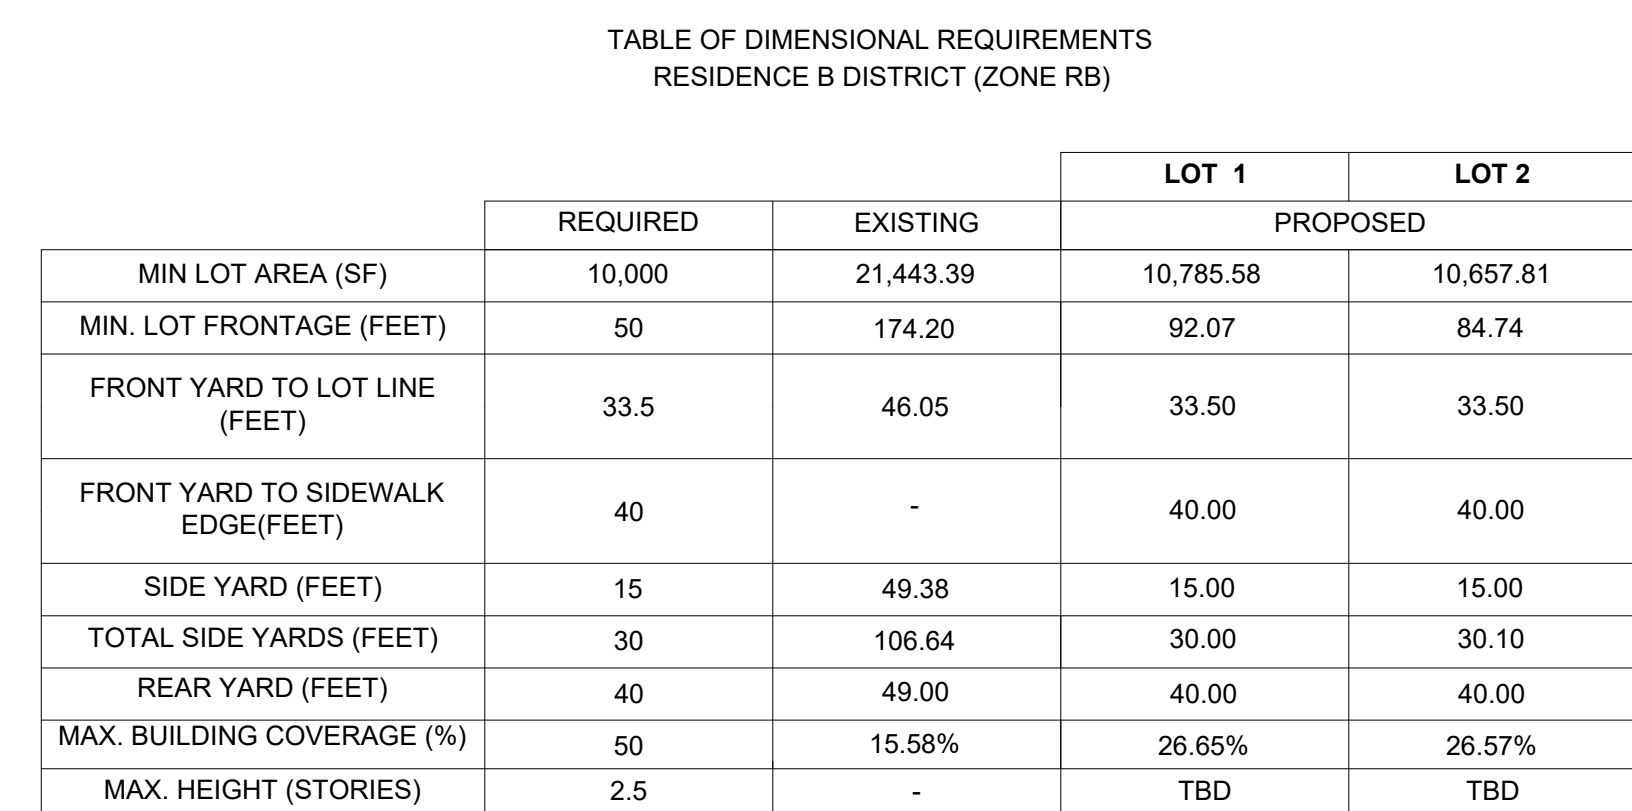 TABLE OF DIMENSIONAL REQUIREMENTS
RESIDENCE B DISTRICT (ZONE RB)
LOT 1 LOT 2
REQUIRED EXISTING PROPOSED
MIN LOT AREA (SF) 10,000 21,443.39 10,785.58 10,657.81
MIN. LOT FRONTAGE (FEET) 50 174.20 92.07 84.74
FRONT YARD TO LOT LINE
(FEET) 33.5 46.05 33.50 33.50
FRONT YARD TO SIDEWALK
EDGE(FEET) 40 - 40.00 40.00
SIDE YARD (FEET) 15 49.38 15.00 15.00
TOTAL SIDE YARDS (FEET) 30 106.64 30.00 30.10
REAR YARD (FEET) 40 49.00 40.00 40.00
MAX. BUILDING COVERAGE (%) 50 15.58% 26.65% 26.57%
MAX. HEIGHT (STORIES) 2.5 - TBD TBD